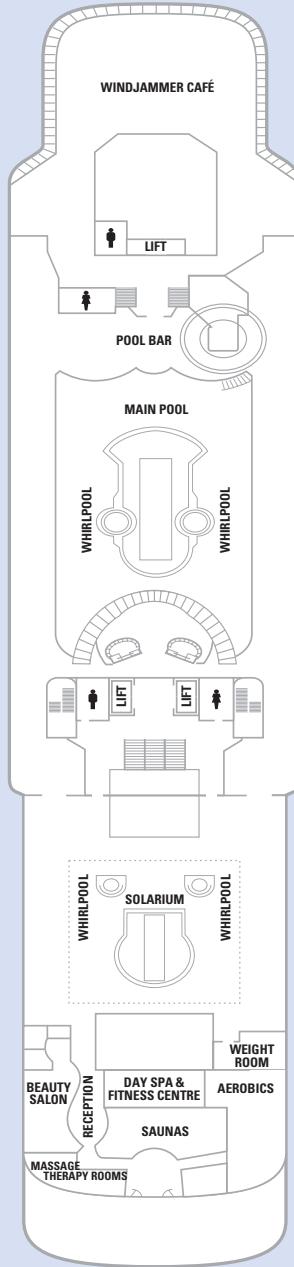 WINDJAMMER CAFÉ
LIFT
POOL BAR
MAIN POOL
WHIRLPOOL
WHIRLPOOL
LIFT
LIFT
WHIRLPOOL
SOLARIUM
WHIRLPOOL
WEIGHT
ROOM
BEAUTY
SALON
RECEPTION
DAY SPA &
FITNESS CENTRE
AEROBICS
SAUNAS
MASSAGE
THERAPY ROOMS